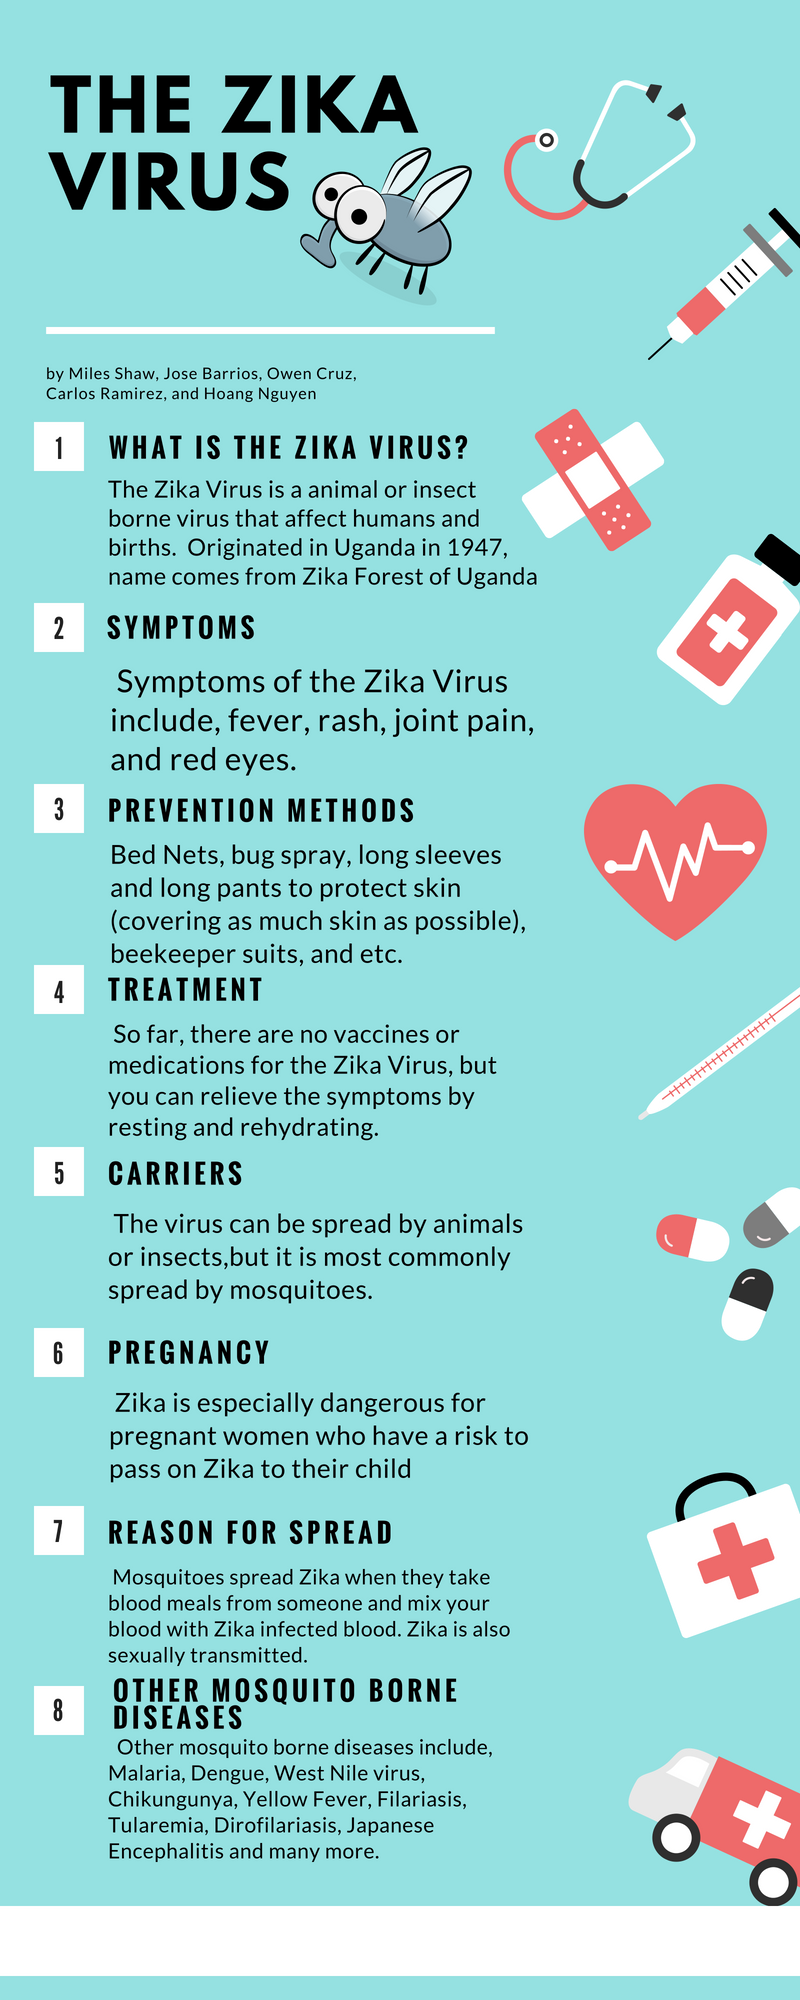 THE ZIKA
VIRUS
by Miles Shaw, Jose Barrios, Owen Cruz,
Carlos Ramirez, and Hoang Nguyen
1 WHAT IS THE ZIKA VIRUS?
The Zika Virus is a animal or insect
borne virus that affect humans and
births.  Originated in Uganda in 1947,
name comes from Zika Forest of Uganda
2 SYMPTOMS
Symptoms of the Zika Virus
include, fever, rash, joint pain,
and red eyes.
3 PREVENTION METHODS
Bed Nets, bug spray, long sleeves
and long pants to protect skin
(covering as much skin as possible),
beekeeper suits, and etc.
4 TREATMENT
So far, there are no vaccines or
medications for the Zika Virus, but
you can relieve the symptoms by
resting and rehydrating.
5 CARRIERS
The virus can be spread by animals
or insects,but it is most commonly
spread by mosquitoes.
6 PREGNANCY
Zika is especially dangerous for
pregnant women who have a risk to
pass on Zika to their child
7 REASON FOR SPREAD
Mosquitoes spread Zika when they take
blood meals from someone and mix your
blood with Zika infected blood. Zika is also
sexually transmitted.
8 OTHER MOSQUITO BORNE
DISEASES
Other mosquito borne diseases include,
Malaria, Dengue, West Nile virus,
Chikungunya, Yellow Fever, Filariasis,
Tularemia, Dirofilariasis, Japanese
Encephalitis and many more.